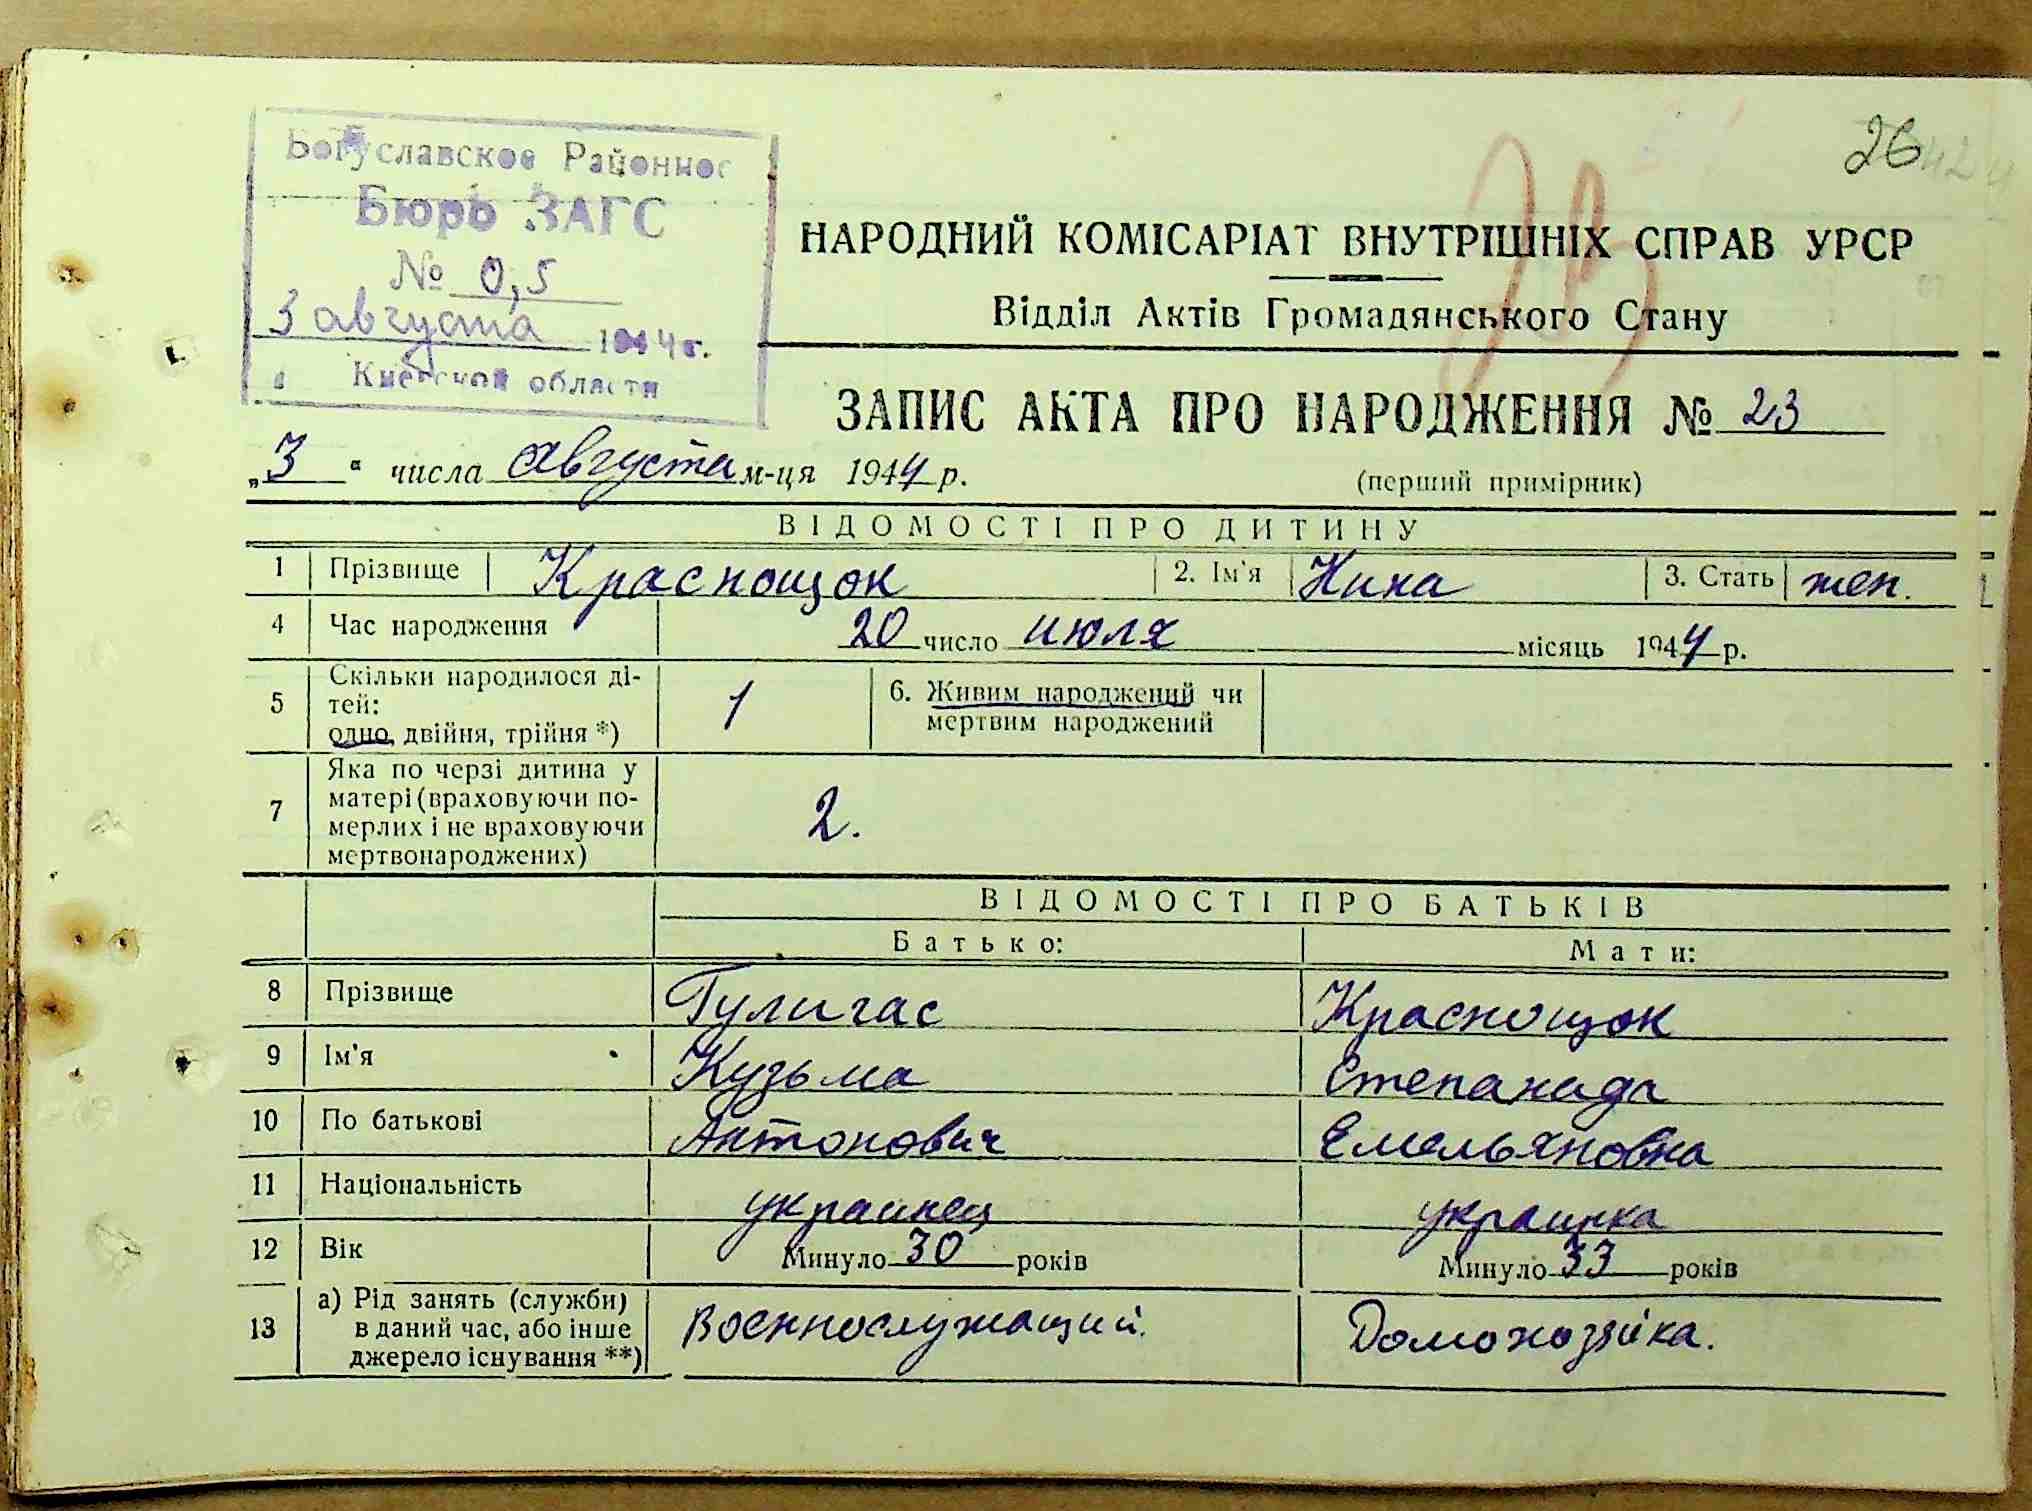 Богуславское Районное
Бюро ЗАГС
№ 0,5
3 августа 1944 г.
Киевской области
26
НАРОДНИЙ КОМІСАРІАТ ВНУТРІШНІХ СПРАВ УРСР
Відділ Актів Громадянського Стану
ЗАПИС АКТА ПРО НАРОДЖЕННЯ № 23
„3“ числа августа м-ця 1944 р. (перший примірник)
ВІДОМОСТІ ПРО ДИТИНУ
1 Прізвище Краснощок 2. Ім'я Нина 3. Стать жен.
4 Час народження 20 число июля місяць 1944 р.
5 Скільки народилося ді-
тей:
одно, двійня, трійня *) 1 6. Живим народжений чи
мертвим народжений
7 Яка по черзі дитина у
матері (враховуючи по-
мерлих і не враховуючи
мертвонароджених) 2.
ВІДОМОСТІ ПРО БАТЬКІВ
Батько: Мати:
8 Прізвище Гулигас Краснощок
9 Ім'я Кузьма Степанида
10 По батькові Антонович Емельяновна
11 Національність украинец украинка
12 Вік Минуло 30 років Минуло 33 років
13 а) Рід занять (служби)
в даний час, або інше
джерело існування **) Военнослужащий. Домохозяйка.